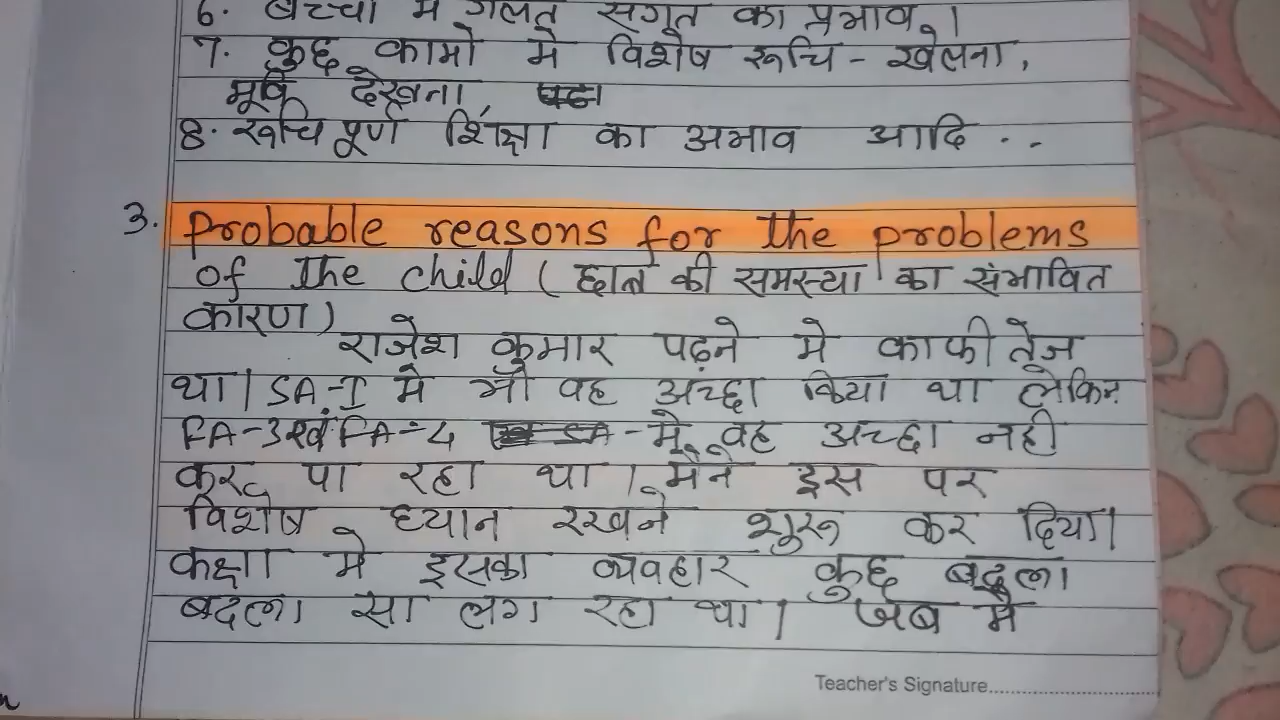 6. बच्चों में गलत संगत का प्रभाव।
7. कुछ कामों मे विशेष रूचि - खेलना,
मूवि देखना,
8. रूचि पूर्ण शिक्षा का अभाव आदि ...
3. Probable reasons for the problems
of the child (छात्र की समस्या का संभावित
कारण)
राजेश कुमार पढ़ने मे काफी तेज
था। SA-I मे भी वह अच्छा किया था लेकिन
FA-3 एवं FA-4 मे वह अच्छा नही
कर पा रहा था। मैने इस पर
विशेष ध्यान रखने शुरू कर दिया।
कक्षा मे इसका व्यवहार कुछ बदला
बदला सा लग रहा था। जब मै
Teacher's Signature